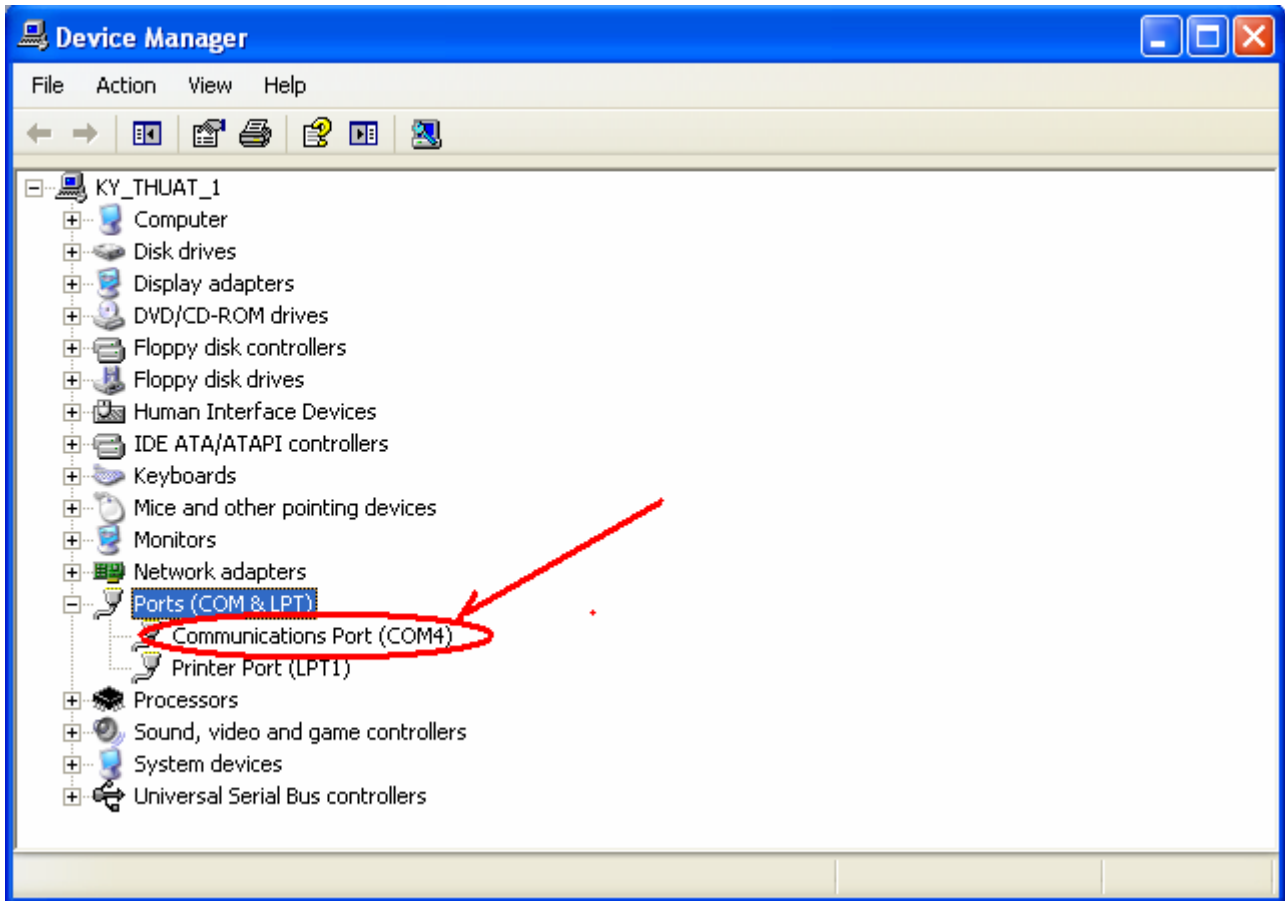 Device Manager
File Action View Help
KY_THUAT_1
Computer
Disk drives
Display adapters
DVD/CD-ROM drives
Floppy disk controllers
Floppy disk drives
Human Interface Devices
IDE ATA/ATAPI controllers
Keyboards
Mice and other pointing devices
Monitors
Network adapters
Ports (COM & LPT)
Communications Port (COM4)
Printer Port (LPT1)
Processors
Sound, video and game controllers
System devices
Universal Serial Bus controllers